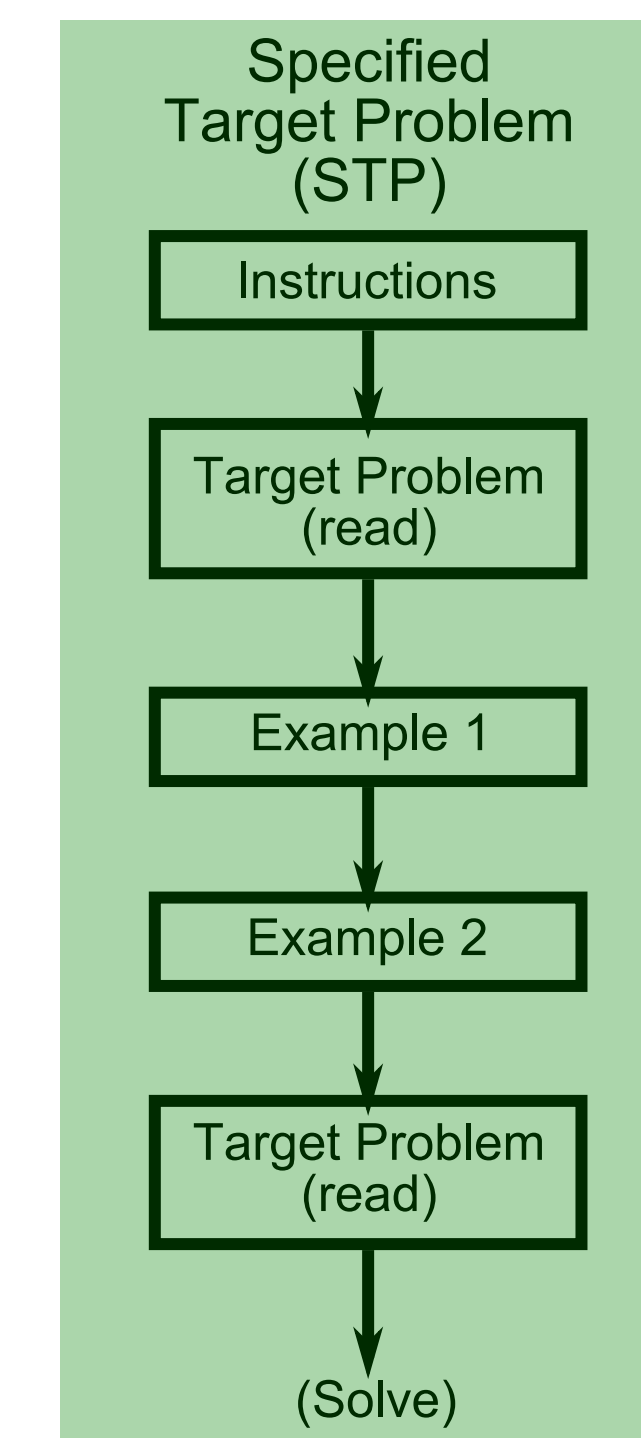 Specified
Target Problem
(STP)
Instructions
Target Problem
(read)
Example 1
Example 2
Target Problem
(read)
(Solve)